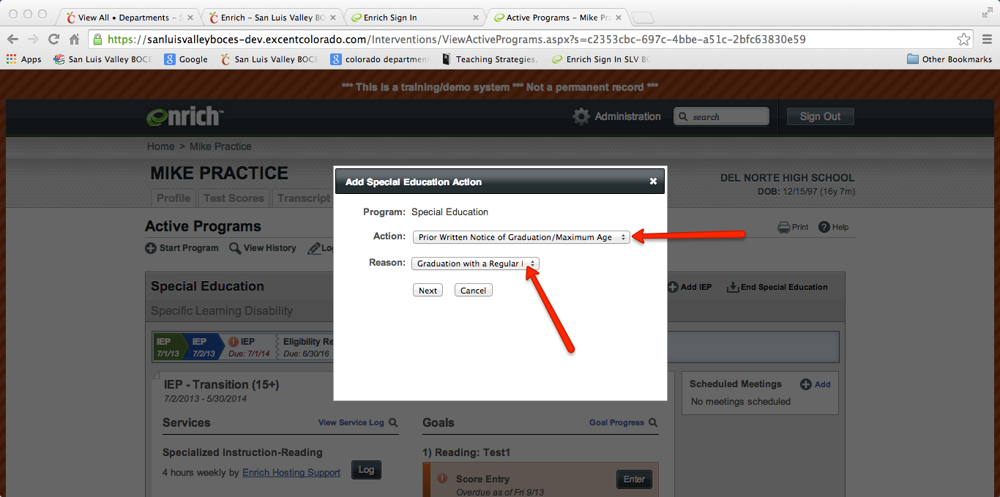 View All • Departments – S
Enrich – San Luis Valley BO
Enrich Sign In
Active Programs – Mike Pra
https://sanluisvalleyboces-dev.excentcolorado.com/Interventions/ViewActivePrograms.aspx?s=c2353cbc-697c-4bbe-a51c-2bfc63830e59
Apps
San Luis Valley BOCE
Google
San Luis Valley BOCE
colorado department
Teaching Strategies,
Enrich Sign In SLV BO
Other Bookmarks
*** This is a training/demo system *** Not a permanent record ***
enrich™
Administration
search
Sign Out
Home > Mike Practice
MIKE PRACTICE
DEL NORTE HIGH SCHOOL
DOB: 12/15/97 (16y 7m)
Profile
Test Scores
Transcript
Active Programs
Print
Help
Start Program
View History
Log
Add Special Education Action
Program: Special Education
Action: Prior Written Notice of Graduation/Maximum Age
Reason: Graduation with a Regular
Next
Cancel
Special Education
Add IEP
End Special Education
Specific Learning Disability
IEP
7/1/13
IEP
7/2/13
IEP
Due: 7/1/14
Eligibility Re
Due: 6/30/16
IEP - Transition (15+)
7/2/2013 - 5/30/2014
Scheduled Meetings
Add
No meetings scheduled
Services
View Service Log
Goals
Goal Progress
Specialized Instruction-Reading
4 hours weekly by Enrich Hosting Support
Log
1) Reading: Test1
Score Entry
Overdue as of Fri 9/13
Enter